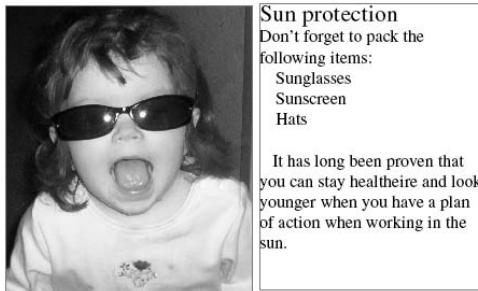 Sun protection
Don't forget to pack the
following items:
Sunglasses
Sunscreen
Hats
It has long been proven that
you can stay healtheire and look
younger when you have a plan
of action when working in the
sun.